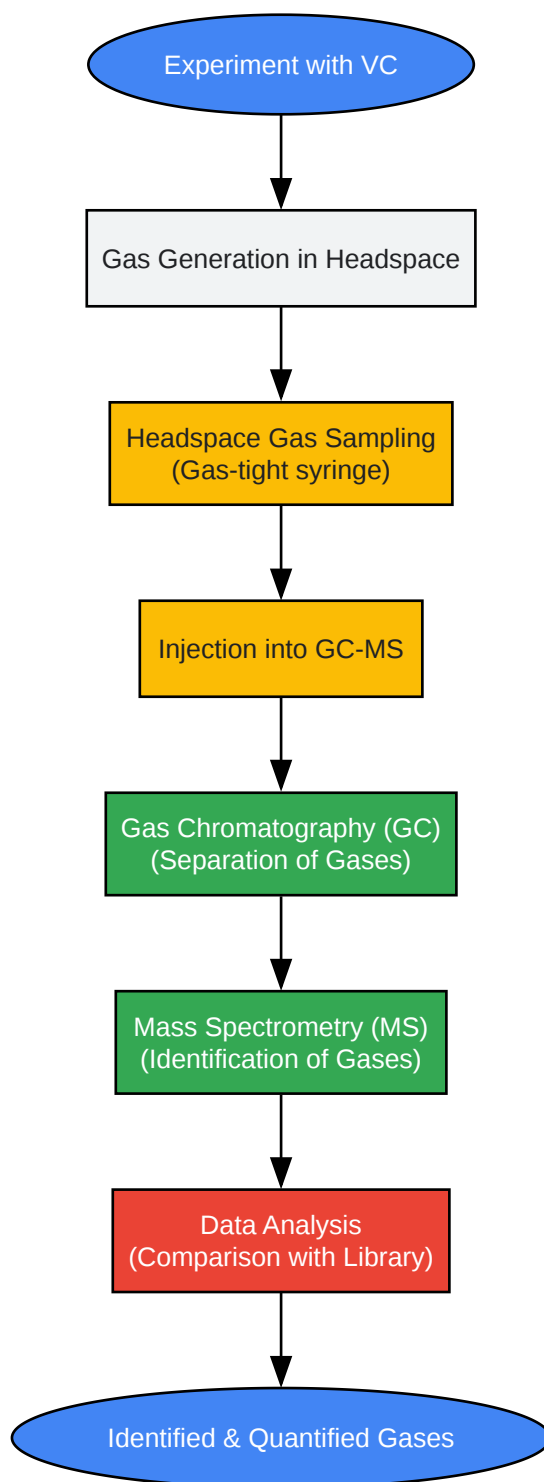 Experiment with VC
Gas Generation in Headspace
Headspace Gas Sampling
(Gas-tight syringe)
Injection into GC-MS
Gas Chromatography (GC)
(Separation of Gases)
Mass Spectrometry (MS)
(Identification of Gases)
Data Analysis
(Comparison with Library)
Identified & Quantified Gases